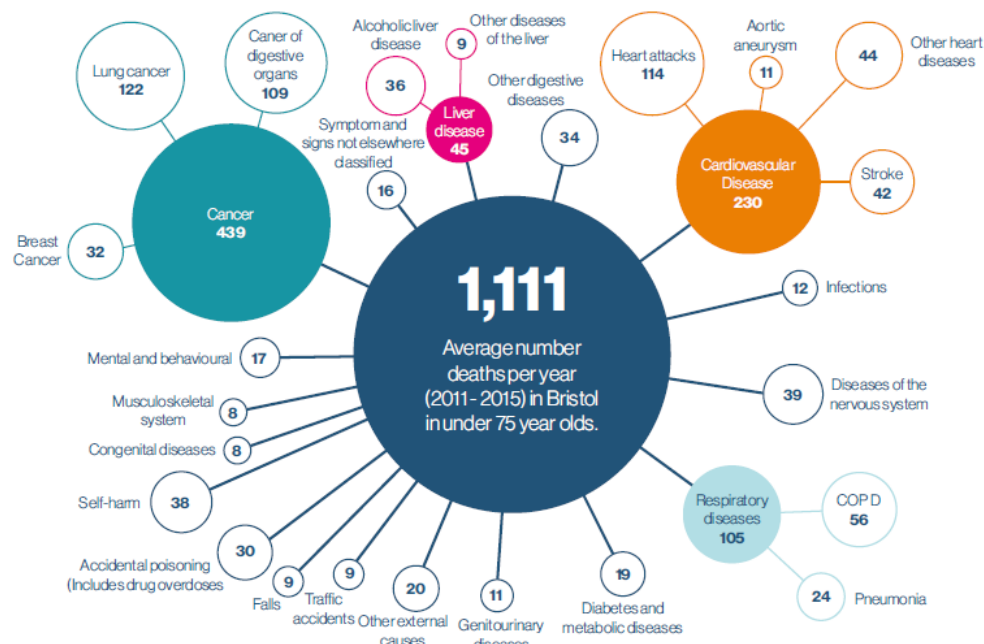 Lung cancer
122
Caner of
digestive
organs
109
Alcoholic liver
disease
36
9
Other diseases
of the liver
Liver
disease
45
Other digestive
diseases
34
Symptom and
signs not elsewhere
classified
16
Heart attacks
114
Aortic
aneurysm
11
44
Other heart
diseases
Cardiovascular
Disease
230
Stroke
42
Cancer
439
Breast
Cancer
32
1,111
Average number
deaths per year
(2011 - 2015) in Bristol
in under 75 year olds.
12
Infections
39
Diseases of the
nervous system
Mental and behavioural
17
Musculoskeletal
system
8
Congenital diseases
8
Self-harm
38
Accidental poisoning
(Includes drug overdoses
30
Falls
9
Traffic
accidents
9
Other external
causes
20
Genitourinary
diseases
11
Diabetes and
metabolic diseases
19
Respiratory
diseases
105
COPD
56
24
Pneumonia